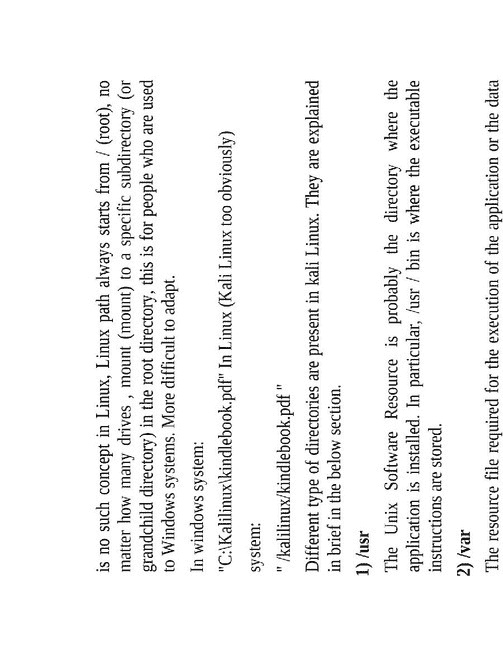 is no such concept in Linux, Linux path always starts from / (root), no
matter how many drives , mount (mount) to a specific subdirectory (or
grandchild directory) in the root directory, this is for people who are used
to Windows systems. More difficult to adapt.
In windows system:
"C:\Kalilinux\kindlebook.pdf" In Linux (Kali Linux too obviously)
system:
" /kalilinux/kindlebook.pdf "
Different type of directories are present in kali Linux. They are explained
in brief in the below section.
1) /usr
The Unix Software Resource is probably the directory where the
application is installed. In particular, /usr / bin is where the executable
instructions are stored.
2) /var
The resource file required for the execution of the application or the data